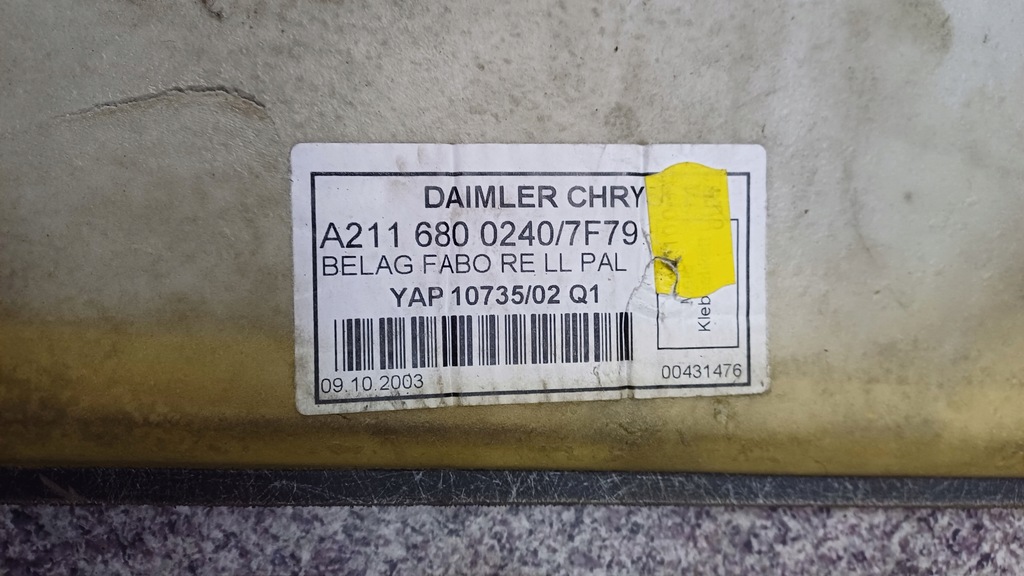 DAIMLER CHRY
A211 680 0240/7F79
BELAG FABO RE LL PAL
YAP 10735/02 Q1
Kleb
09.10.2003
00431476